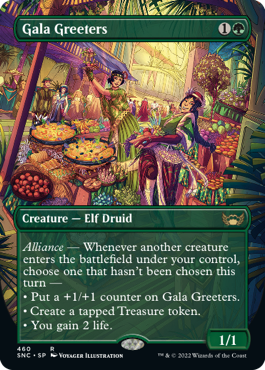 Gala Greeters 1
Creature — Elf Druid
Alliance — Whenever another creature
enters the battlefield under your control,
choose one that hasn't been chosen this
turn —
• Put a +1/+1 counter on Gala Greeters.
• Create a tapped Treasure token.
• You gain 2 life.
1/1
460 R
SNC • SP VOYAGER ILLUSTRATION
™ & © 2022 Wizards of the Coast